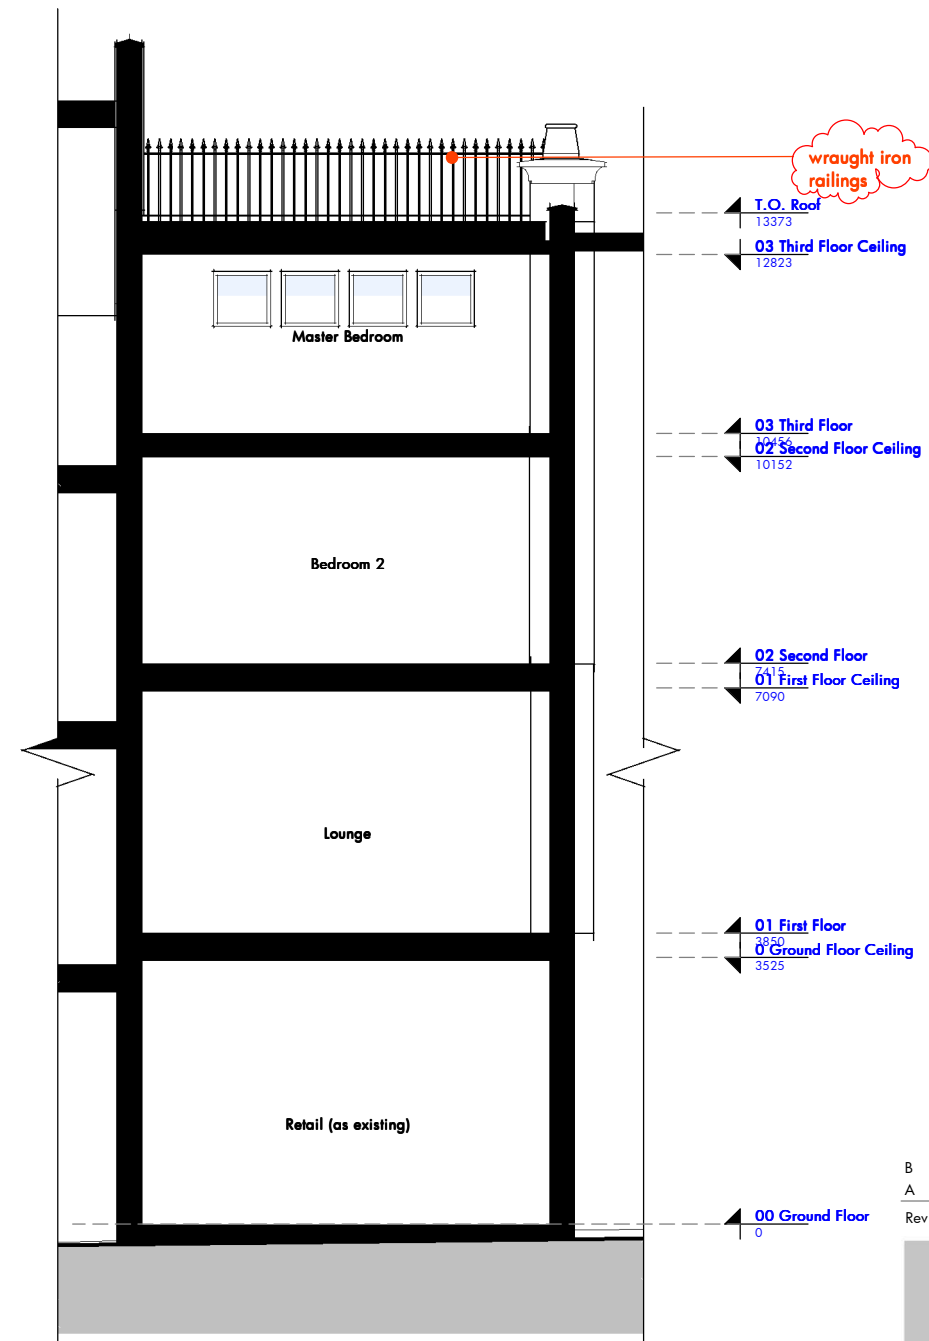 wraught iron
railings
T.O. Roof
13373
03 Third Floor Ceiling
12823
Master Bedroom
03 Third Floor
10456
02 Second Floor Ceiling
10152
Bedroom 2
02 Second Floor
7415
01 First Floor Ceiling
7090
Lounge
01 First Floor
3850
0 Ground Floor Ceiling
3525
Retail (as existing)
B
A
00 Ground Floor
Rev
0